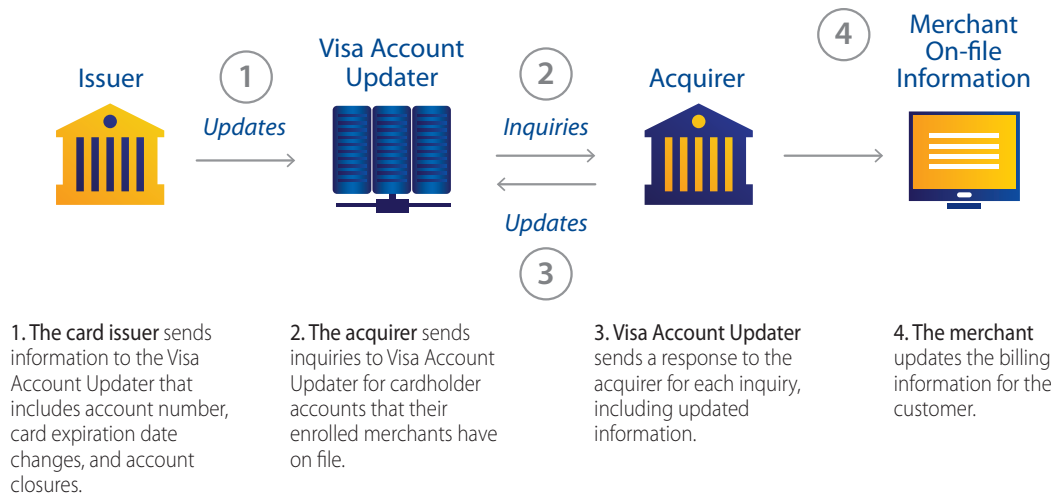 Issuer
1
Updates
Visa Account
Updater
2
Inquiries
Updates
3
Acquirer
4
Merchant
On-file
Information
1. The card issuer sends
information to the Visa
Account Updater that
includes account number,
card expiration date
changes, and account
closures.
2. The acquirer sends
inquiries to Visa Account
Updater for cardholder
accounts that their
enrolled merchants have
on file.
3. Visa Account Updater
sends a response to the
acquirer for each inquiry,
including updated
information.
4. The merchant
updates the billing
information for the
customer.